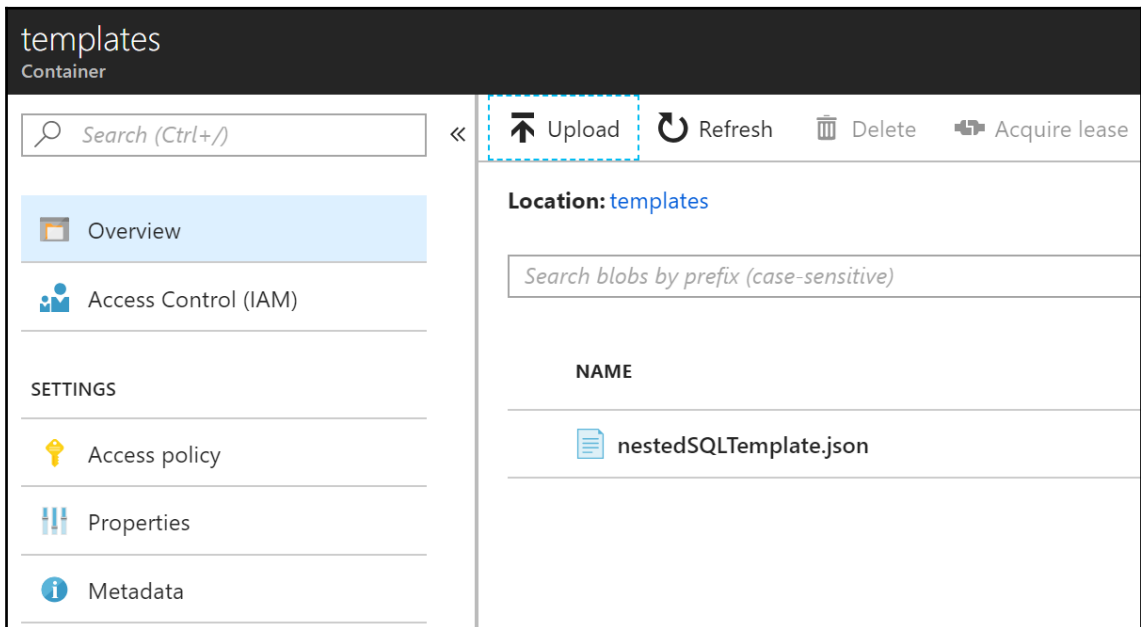 templates
Container
Search (Ctrl+/)
«
Overview
Access Control (IAM)
SETTINGS
Access policy
Properties
Metadata
Upload Refresh Delete Acquire lease
Location: templates
Search blobs by prefix (case-sensitive)
NAME
nestedSQLTemplate.json